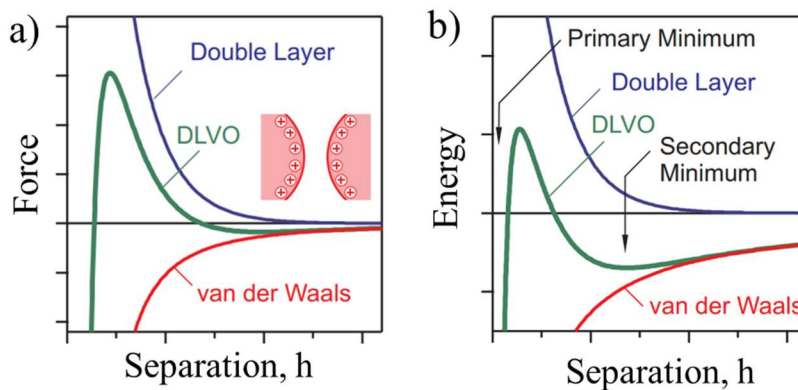 a)
Force
Double Layer
DLVO
van der Waals
Separation, h
b)
Energy
Primary Minimum
Double Layer
DLVO
Secondary
Minimum
van der Waals
Separation, h